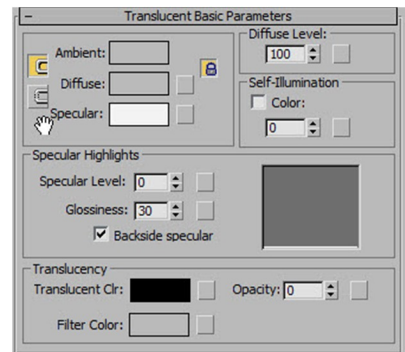 - Translucent Basic Parameters
Ambient:
Diffuse:
Specular:
Diffuse Level:
100
Self-Illumination
Color:
0
Specular Highlights
Specular Level: 0
Glossiness: 30
Backside specular
Translucency
Translucent Clr:
Opacity: 0
Filter Color: